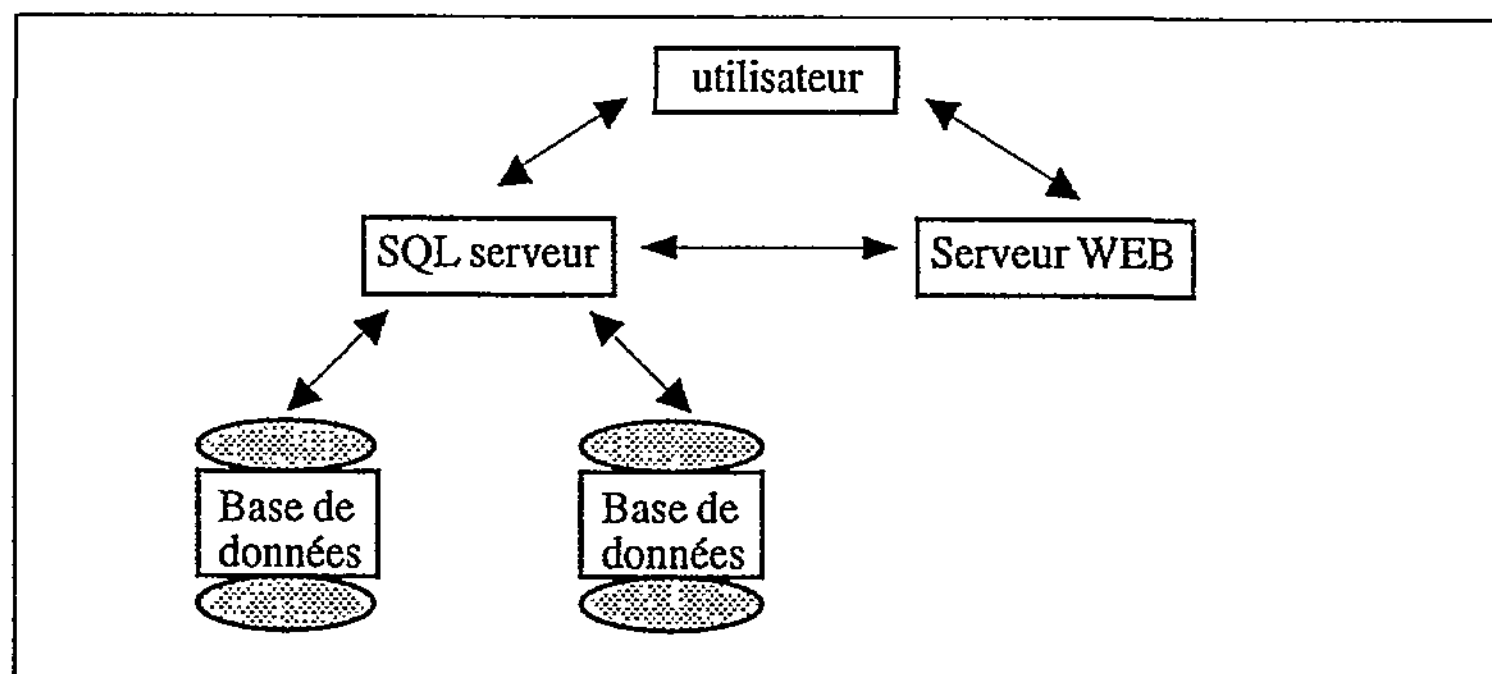 utilisateur
SQL serveur
Serveur WEB
Base de
données
Base de
données